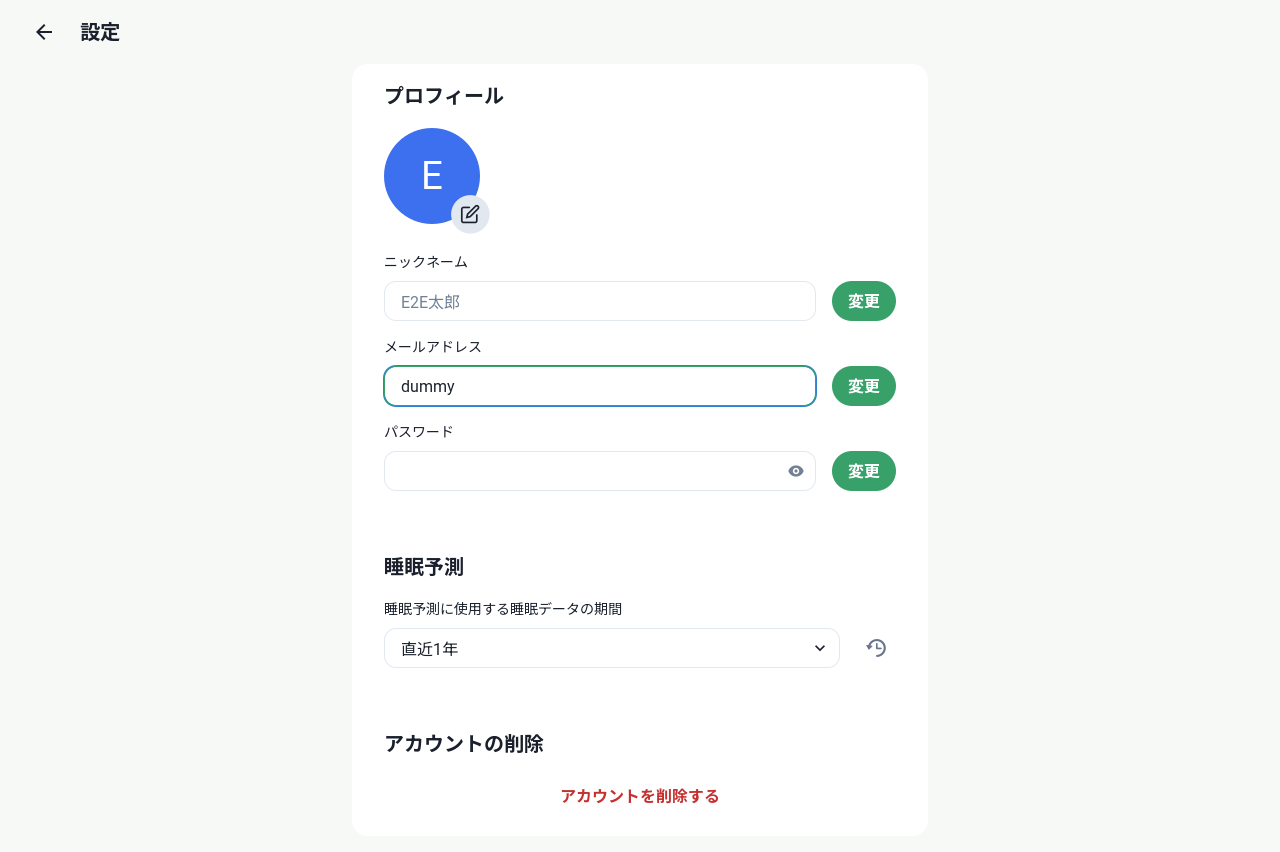 設定
プロフィール
E
ニックネーム
E2E太郎
変更
メールアドレス
dummy
変更
パスワード
変更
睡眠予測
睡眠予測に使用する睡眠データの期間
直近1年
アカウントの削除
アカウントを削除する